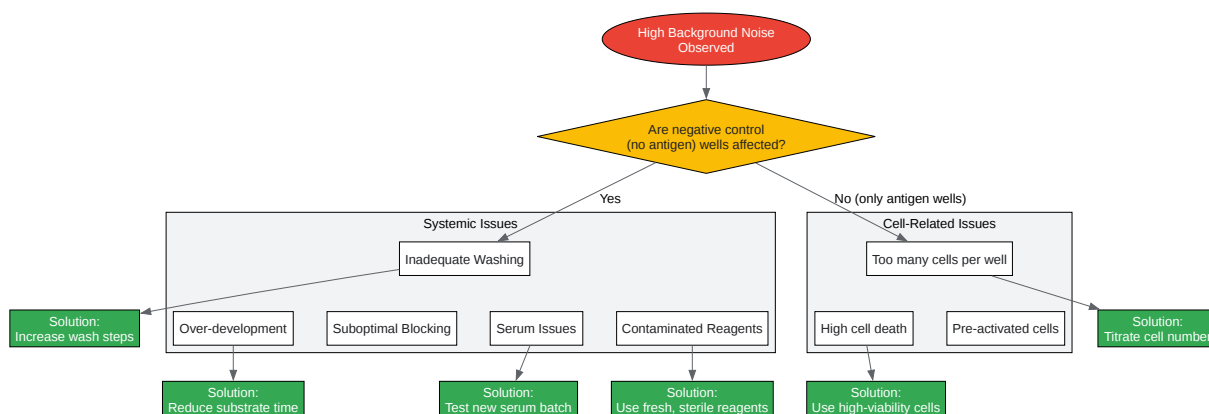 High Background Noise
Observed
Are negative control
(no antigen) wells affected?
Yes
No (only antigen wells)
Systemic Issues
Cell-Related Issues
Inadequate Washing
Too many cells per well
Solution:
Increase wash steps
Over-development
Suboptimal Blocking
Serum Issues
Contaminated Reagents
High cell death
Pre-activated cells
Solution:
Titrate cell number
Solution:
Reduce substrate time
Solution:
Test new serum batch
Solution:
Use fresh, sterile reagents
Solution:
Use high-viability cells